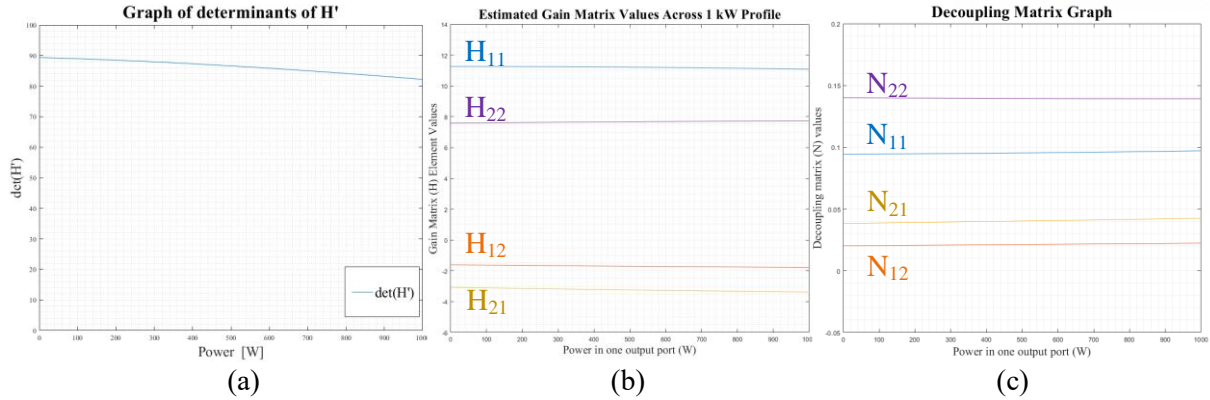 Graph of determinants of H'
100
90
80
70
60
50
40
30
20
10
0
det(H')
det(H')
0 100 200 300 400 500 600 700 800 900 1000
Power [W]
(a)
Estimated Gain Matrix Values Across 1 kW Profile
14
12
10
8
6
4
2
0
-2
-4
-6
Gain Matrix (H) Element Values
H11
H22
H12
H21
0 100 200 300 400 500 600 700 800 900 1000
Power in one output port (W)
(b)
Decoupling Matrix Graph
0.2
0.15
0.1
0.05
0
-0.05
Decoupling matrix (N) values
N22
N11
N21
N12
0 100 200 300 400 500 600 700 800 900 1000
Power in one output port (W)
(c)